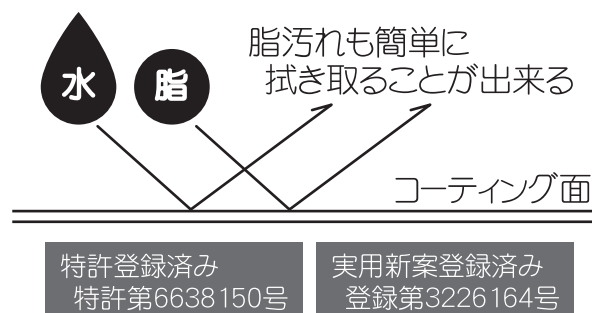 脂汚れも簡単に
拭き取ることが出来る
水
脂
コーティング面
特許登録済み
特許第6638150号
実用新案登録済み
登録第3226164号